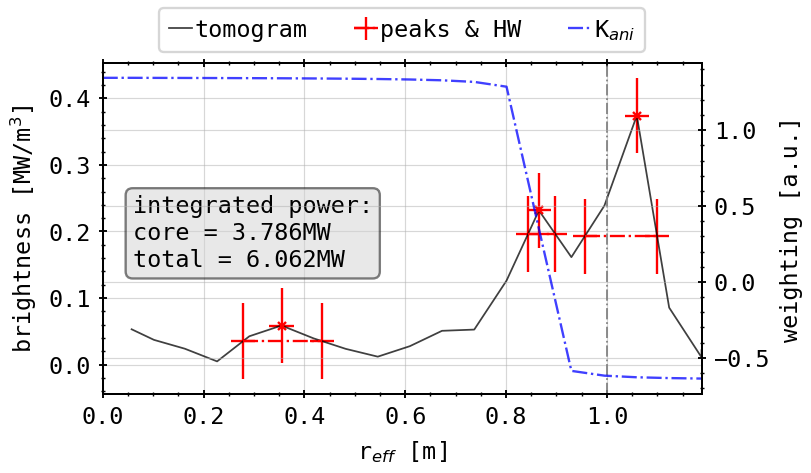 tomogram peaks & HW K_ani
brightness [MW/m³]
0.4
0.3
0.2
0.1
0.0
integrated power:
core = 3.786MW
total = 6.062MW
1.0
0.5
0.0
−0.5
weighting [a.u.]
0.0 0.2 0.4 0.6 0.8 1.0
r_eff [m]